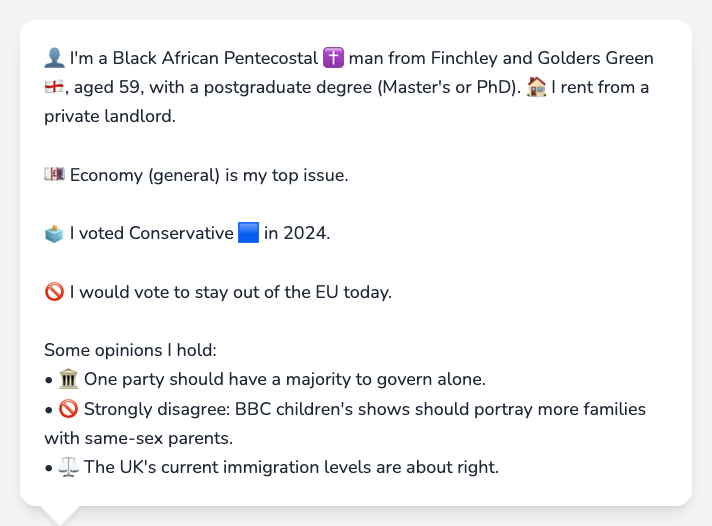 👤 I'm a Black African Pentecostal ✝️ man from Finchley and Golders Green
🏴󠁧󠁢󠁥󠁮󠁧󠁿, aged 59, with a postgraduate degree (Master's or PhD). 🏠 I rent from a
private landlord.
💷 Economy (general) is my top issue.
🗳️ I voted Conservative 🟦 in 2024.
🚫 I would vote to stay out of the EU today.
Some opinions I hold:
• 🏛️ One party should have a majority to govern alone.
• 🚫 Strongly disagree: BBC children's shows should portray more families
with same-sex parents.
• ⚖️ The UK's current immigration levels are about right.